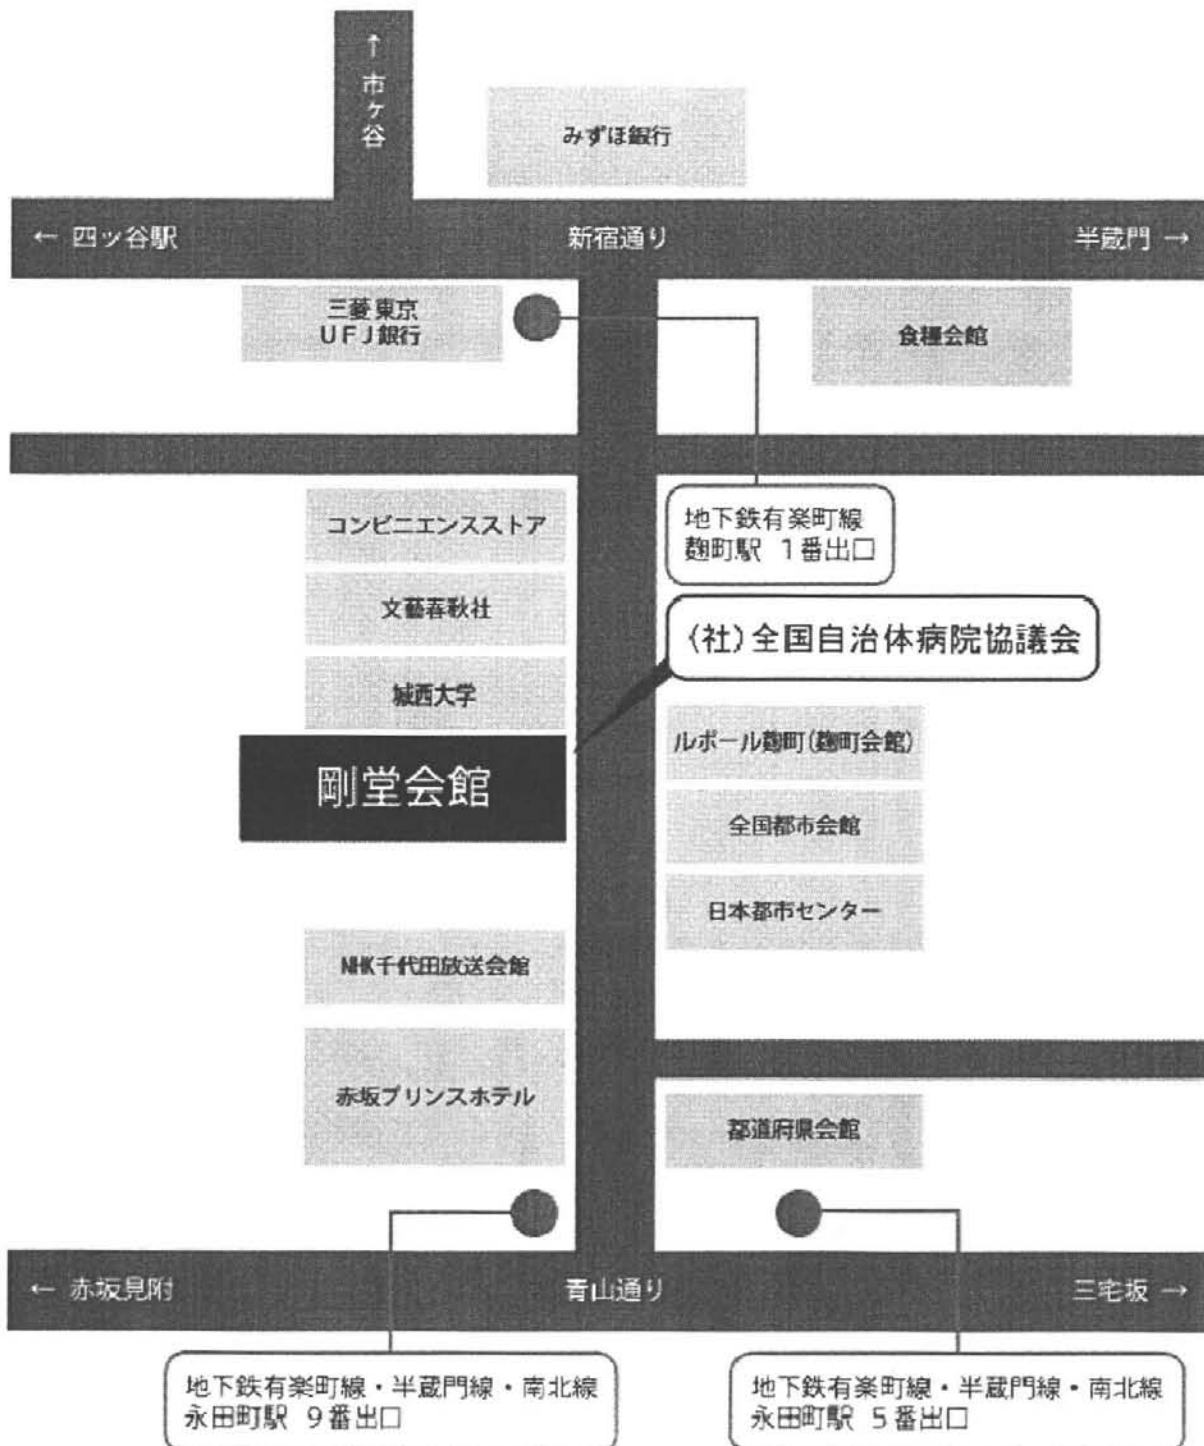 ↑市ヶ谷
みずほ銀行
← 四ッ谷駅
新宿通り
半蔵門 →
三菱東京
UFJ銀行
食糧会館
コンビニエンスストア
地下鉄有楽町線
麹町駅 1番出口
文藝春秋社
(社)全国自治体病院協議会
城西大学
ルポール麹町(麹町会館)
剛堂会館
全国都市会館
日本都市センター
NHK千代田放送会館
赤坂プリンスホテル
都道府県会館
← 赤坂見附
青山通り
三宅坂 →
地下鉄有楽町線・半蔵門線・南北線
永田町駅 9番出口
地下鉄有楽町線・半蔵門線・南北線
永田町駅 5番出口